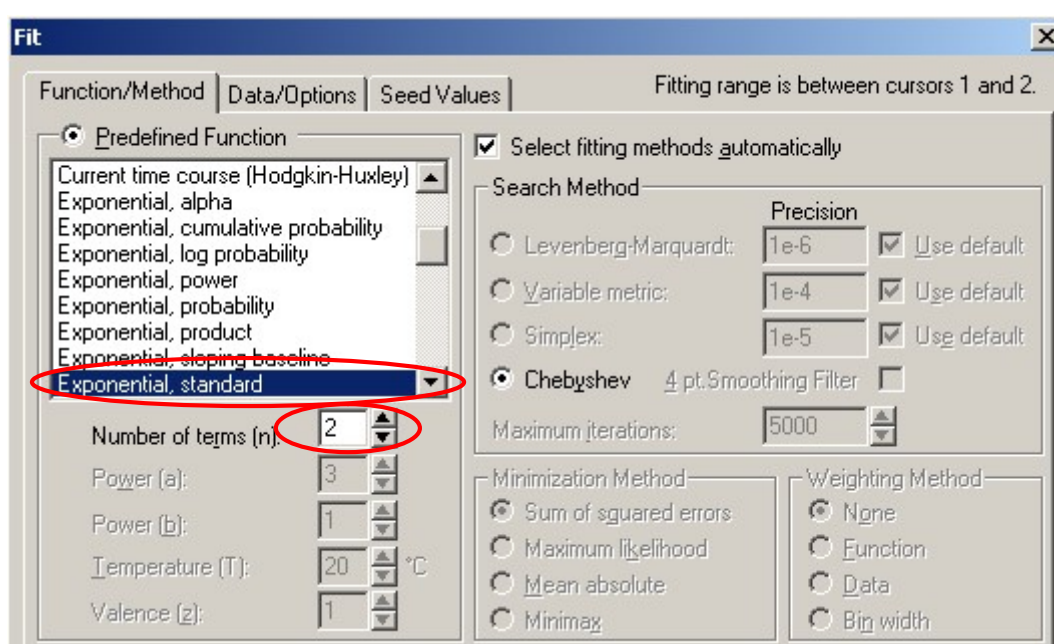 Fit
Function/Method Data/Options Seed Values Fitting range is between cursors 1 and 2.
Predefined Function
Current time course (Hodgkin-Huxley)
Exponential, alpha
Exponential, cumulative probability
Exponential, log probability
Exponential, power
Exponential, probability
Exponential, product
Exponential, sloping baseline
Exponential, standard
Number of terms (n): 2
Power (a): 3
Power (b): 1
Temperature (T): 20 °C
Valence (z): 1
Select fitting methods automatically
Search Method
Precision
Levenberg-Marquardt: 1e-6 Use default
Variable metric: 1e-4 Use default
Simplex: 1e-5 Use default
Chebyshev 4 pt.Smoothing Filter
Maximum iterations: 5000
Minimization Method
Sum of squared errors
Maximum likelihood
Mean absolute
Minimax
Weighting Method
None
Function
Data
Bin width